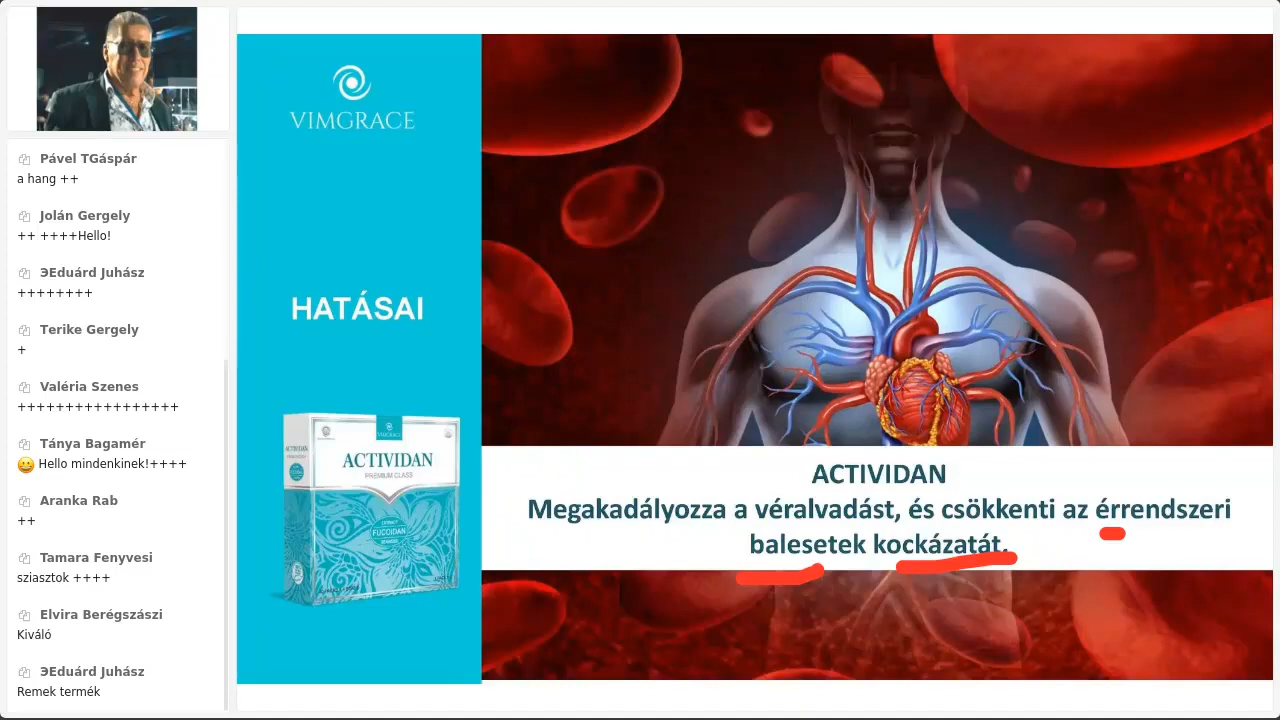 Pável TGáspár
a hang ++
Jolán Gergely
++ ++++Hello!
ЭEduárd Juhász
++++++++
Terike Gergely
+
Valéria Szenes
+++++++++++++++++
Tánya Bagamér
Hello mindenkinek!++++
Aranka Rab
++
Tamara Fenyvesi
sziasztok ++++
Elvira Berégszászi
Kiváló
ЭEduárd Juhász
Remek termék
VIMGRACE
HATÁSAI
VIMGRACE
ACTIVIDAN
PREMIUM CLASS
FUCOIDAN
ACTIVIDAN
ACTIVIDAN
Megakadályozza a véralvadást, és csökkenti az érrendszeri
balesetek kockázatát.